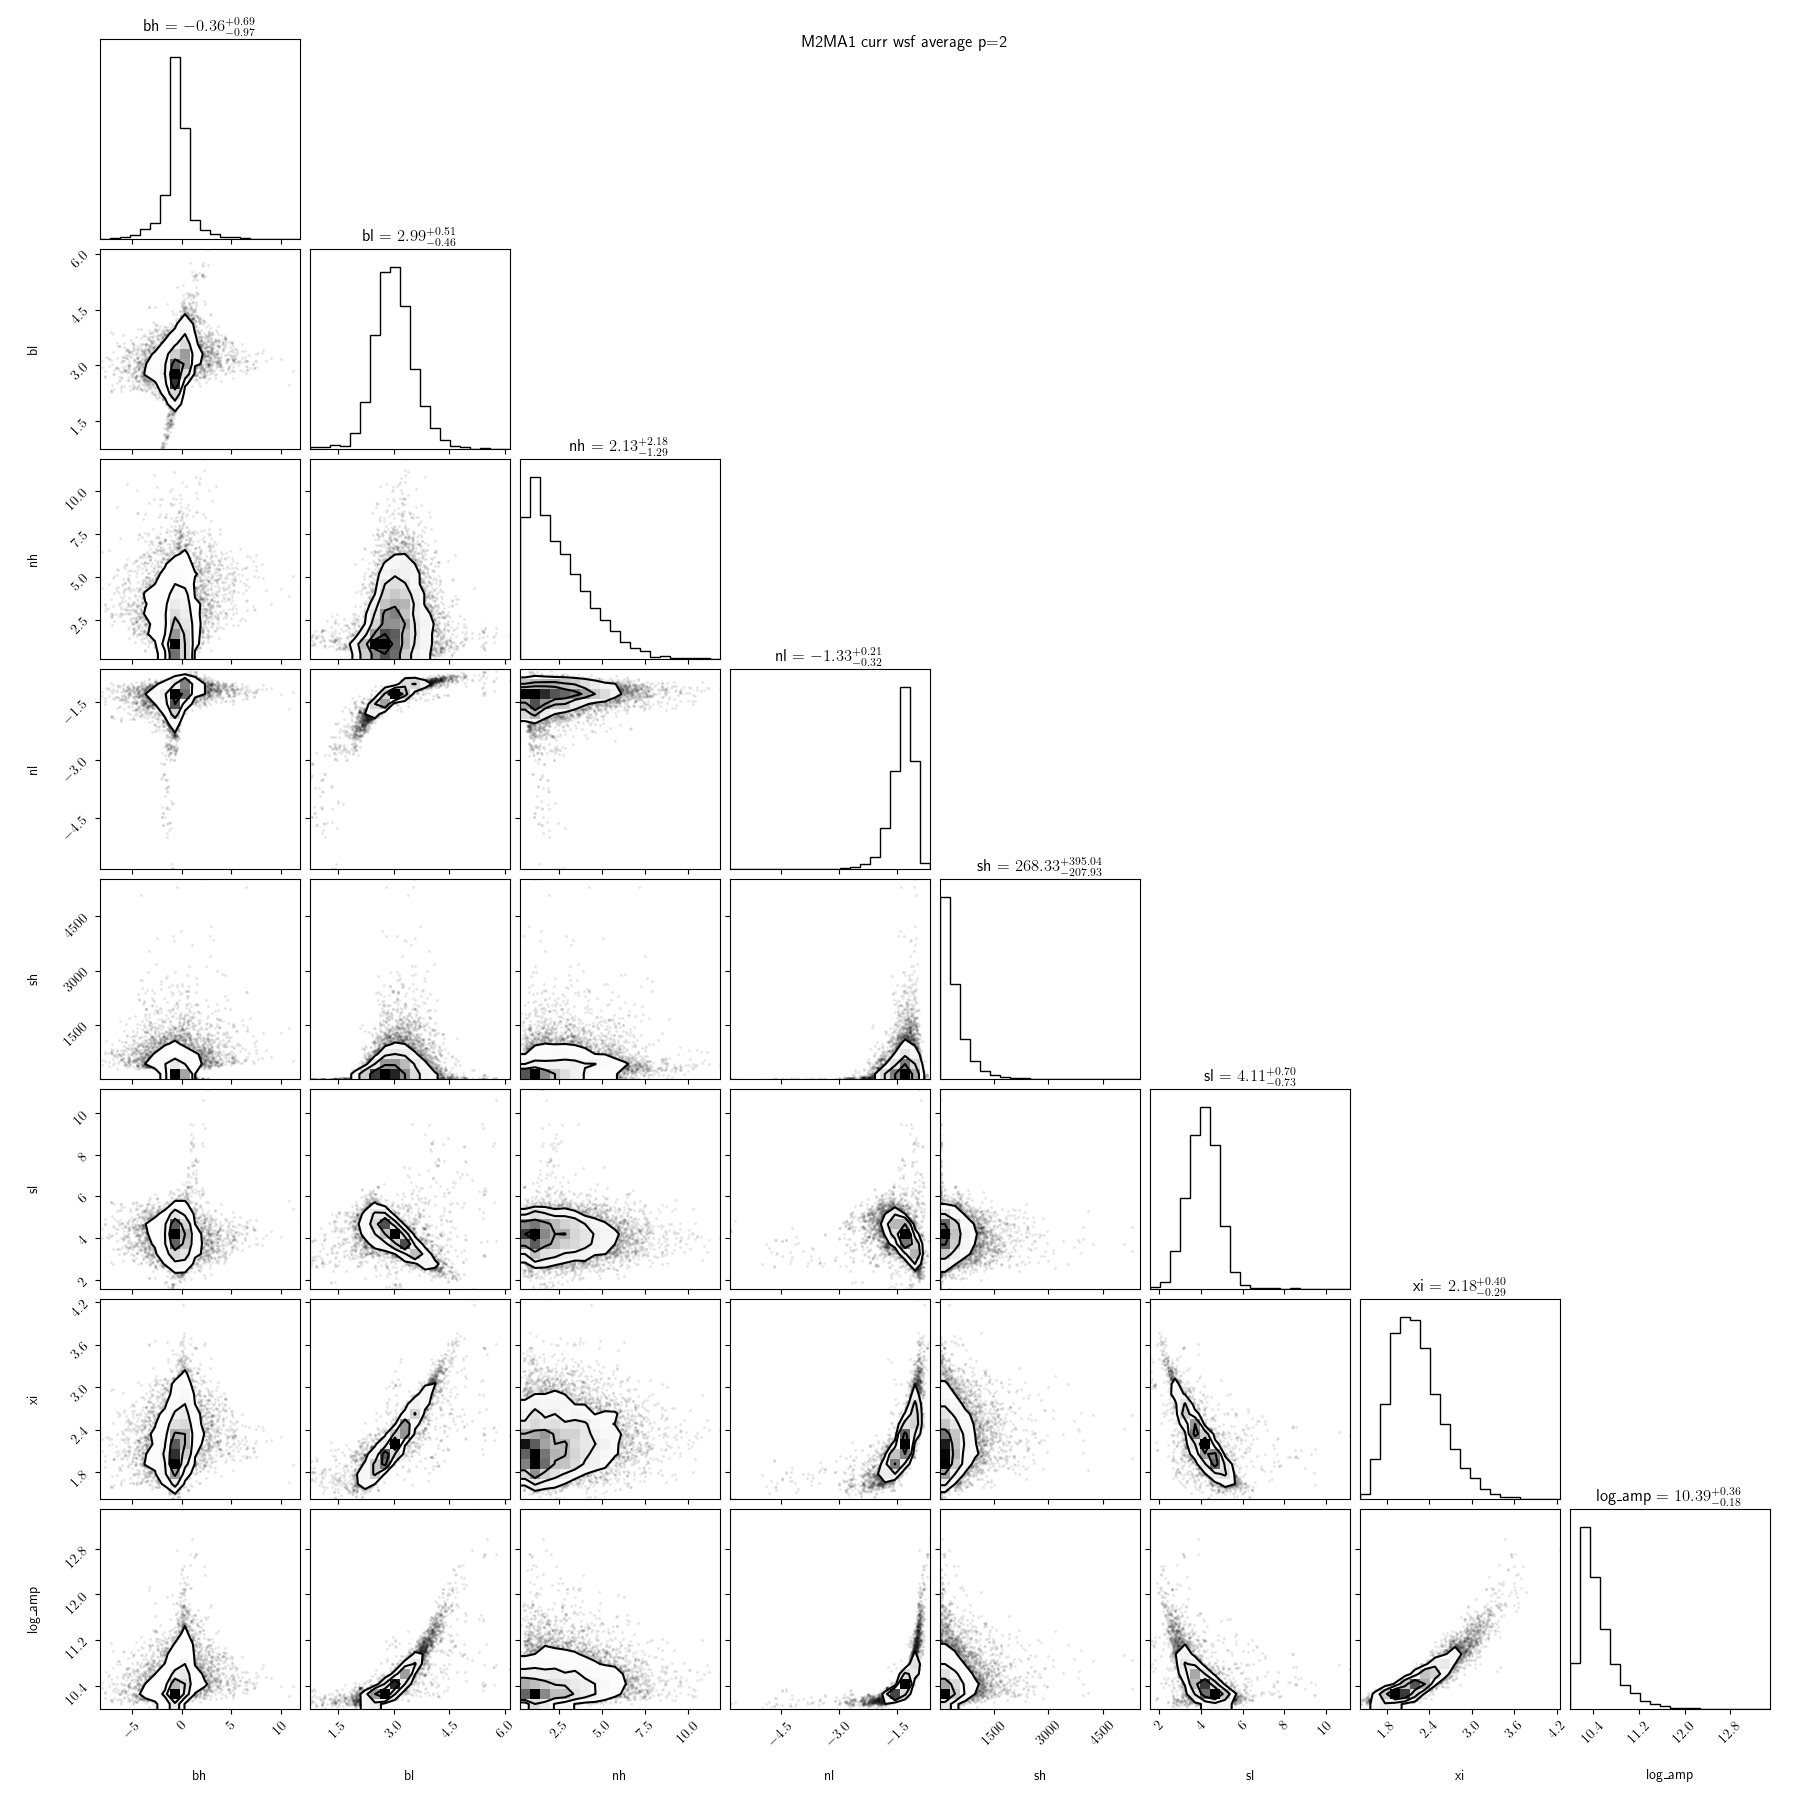 M2MA1 curr wsf average p=2
bh = −0.36 +0.69 −0.97
bl = 2.99 +0.51 −0.46
6.0
4.5
3.0
1.5
bl
nh = 2.13 +2.18 −1.29
10.0
7.5
5.0
2.5
nh
nl = −1.33 +0.21 −0.32
−1.5
−3.0
−4.5
nl
sh = 268.33 +395.04 −207.93
4500
3000
1500
sh
sl = 4.11 +0.70 −0.73
10
8
6
4
2
sl
xi = 2.18 +0.40 −0.29
4.2
3.6
3.0
2.4
1.8
xi
log_amp = 10.39 +0.36 −0.18
12.8
12.0
11.2
10.4
log_amp
−5 0 5 10
1.5 3.0 4.5 6.0
2.5 5.0 7.5 10.0
−4.5 −3.0 −1.5
1500 3000 4500
2 4 6 8 10
1.8 2.4 3.0 3.6 4.2
10.4 11.2 12.0 12.8
bh bl nh nl sh sl xi log_amp